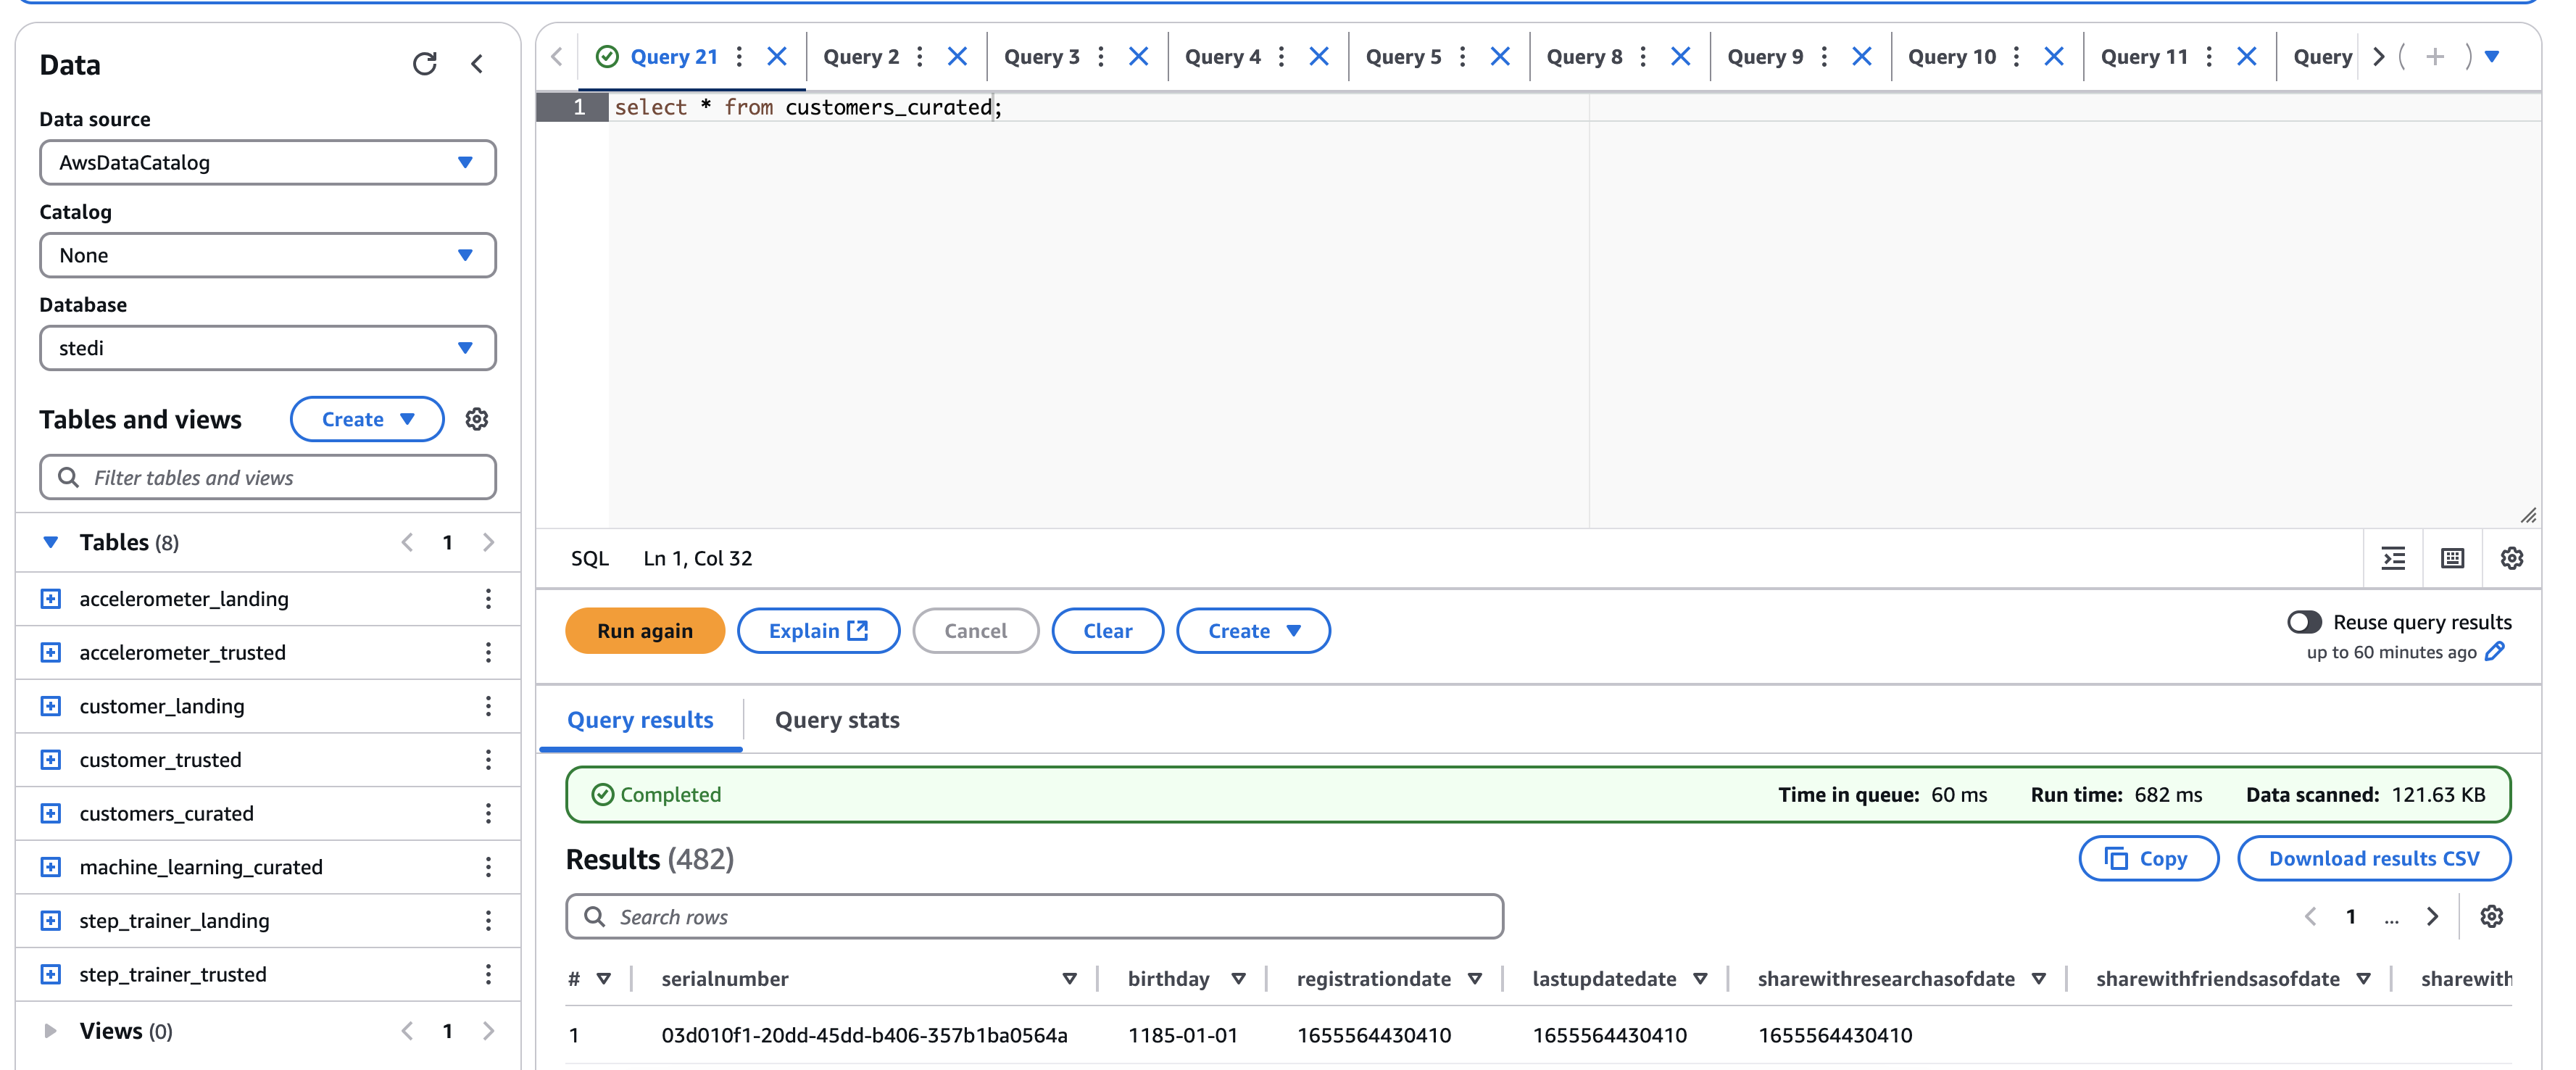 Data
Data source
AwsDataCatalog
Catalog
None
Database
stedi
Tables and views
Create
Filter tables and views
Tables (8)
1
accelerometer_landing
accelerometer_trusted
customer_landing
customer_trusted
customers_curated
machine_learning_curated
step_trainer_landing
step_trainer_trusted
Views (0)
1
Query 21
Query 2
Query 3
Query 4
Query 5
Query 8
Query 9
Query 10
Query 11
Query
1 select * from customers_curated;
SQL Ln 1, Col 32
Run again
Explain
Cancel
Clear
Create
Reuse query results
up to 60 minutes ago
Query results
Query stats
Completed
Time in queue: 60 ms Run time: 682 ms Data scanned: 121.63 KB
Results (482)
Copy
Download results CSV
Search rows
1 ...
# serialnumber birthday registrationdate lastupdatedate sharewithresearchasofdate sharewithfriendsasofdate sharewith
1 03d010f1-20dd-45dd-b406-357b1ba0564a 1185-01-01 1655564430410 1655564430410 1655564430410